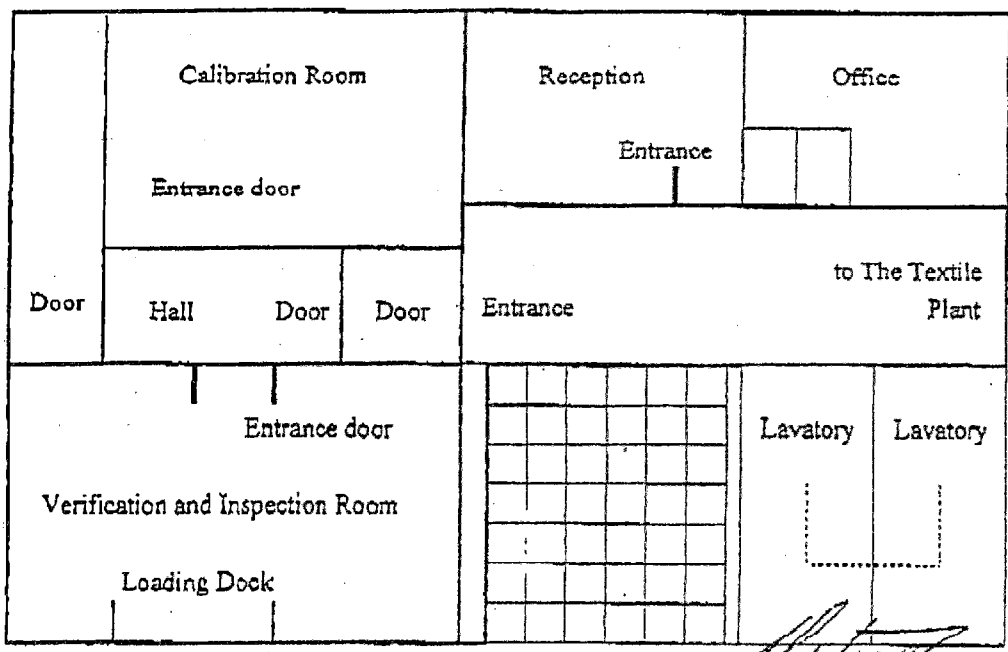 Calibration Room
Reception
Office
Entrance
Entrance door
to The Textile
Plant
Door
Hall
Door
Door
Entrance
Entrance door
Lavatory
Lavatory
Verification and Inspection Room
Loading Dock